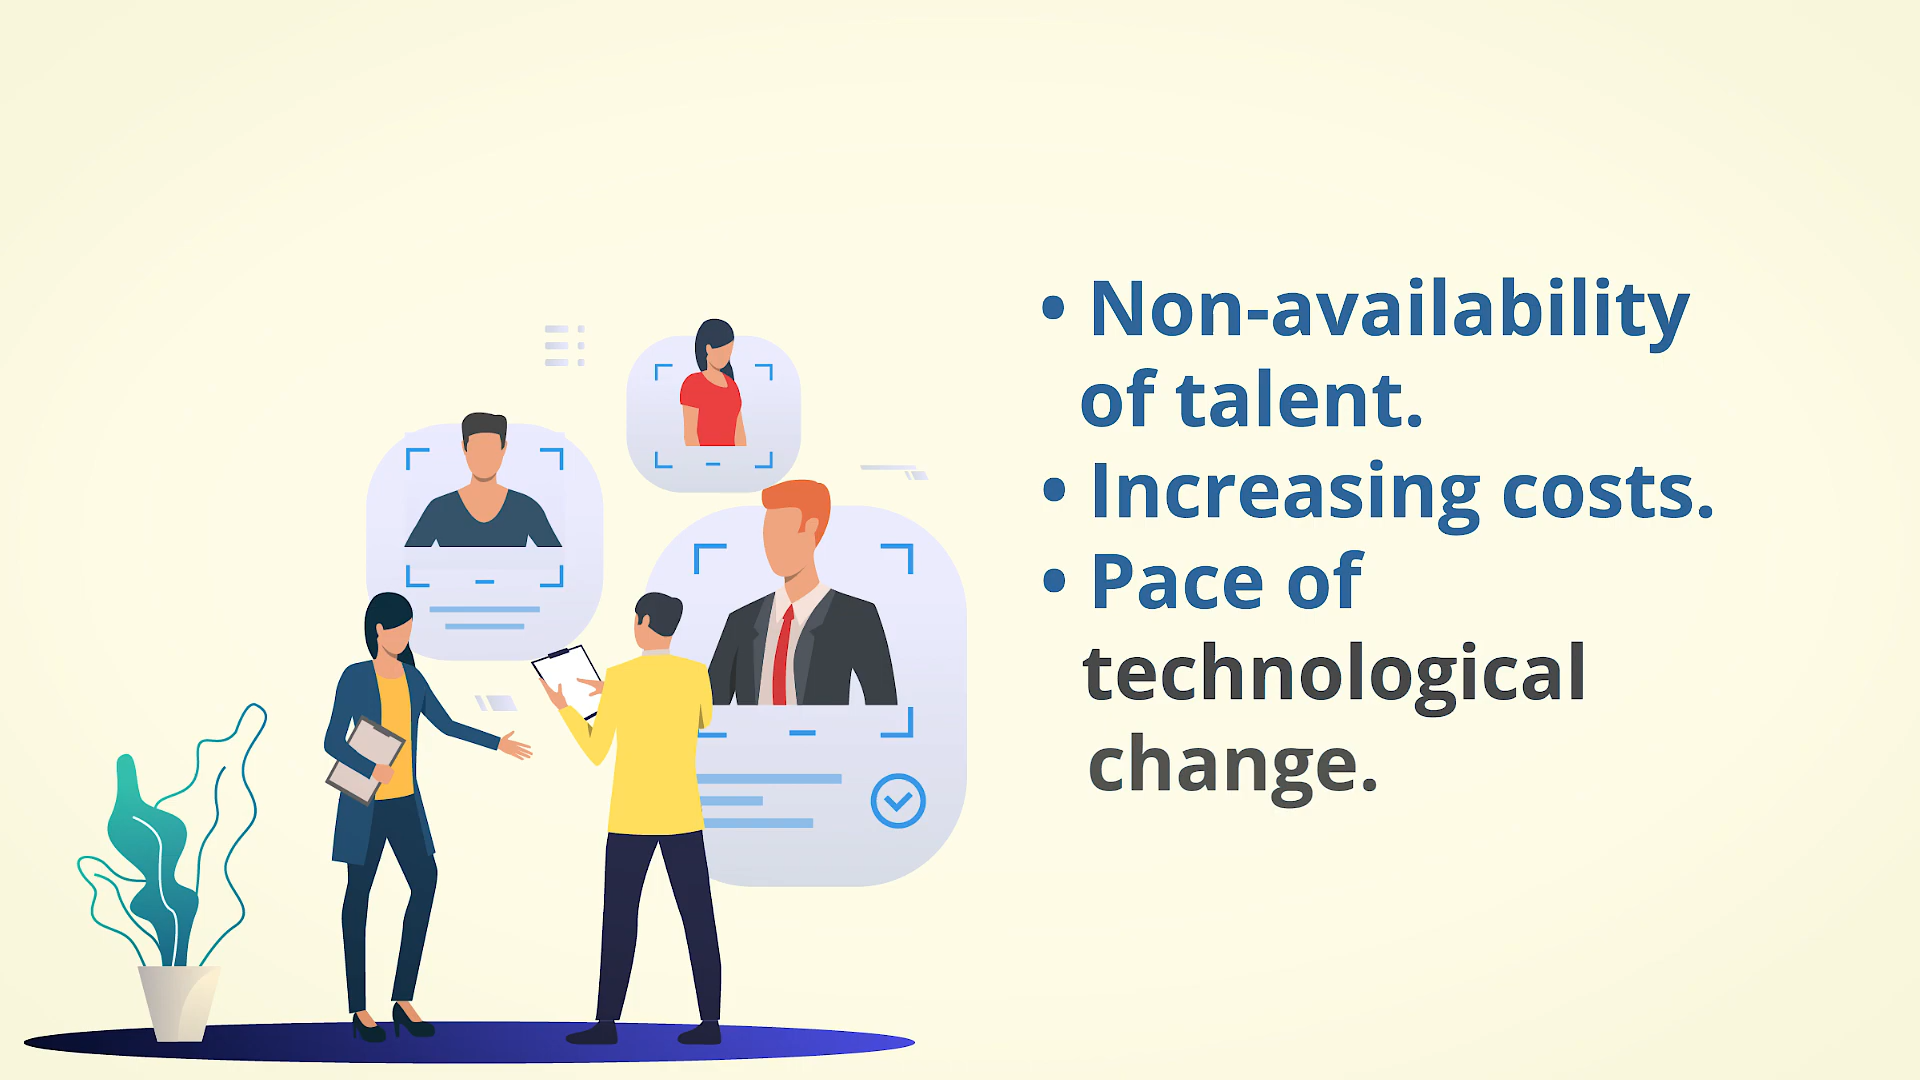 • Non-availability
of talent.
• Increasing costs.
• Pace of
technological
change.